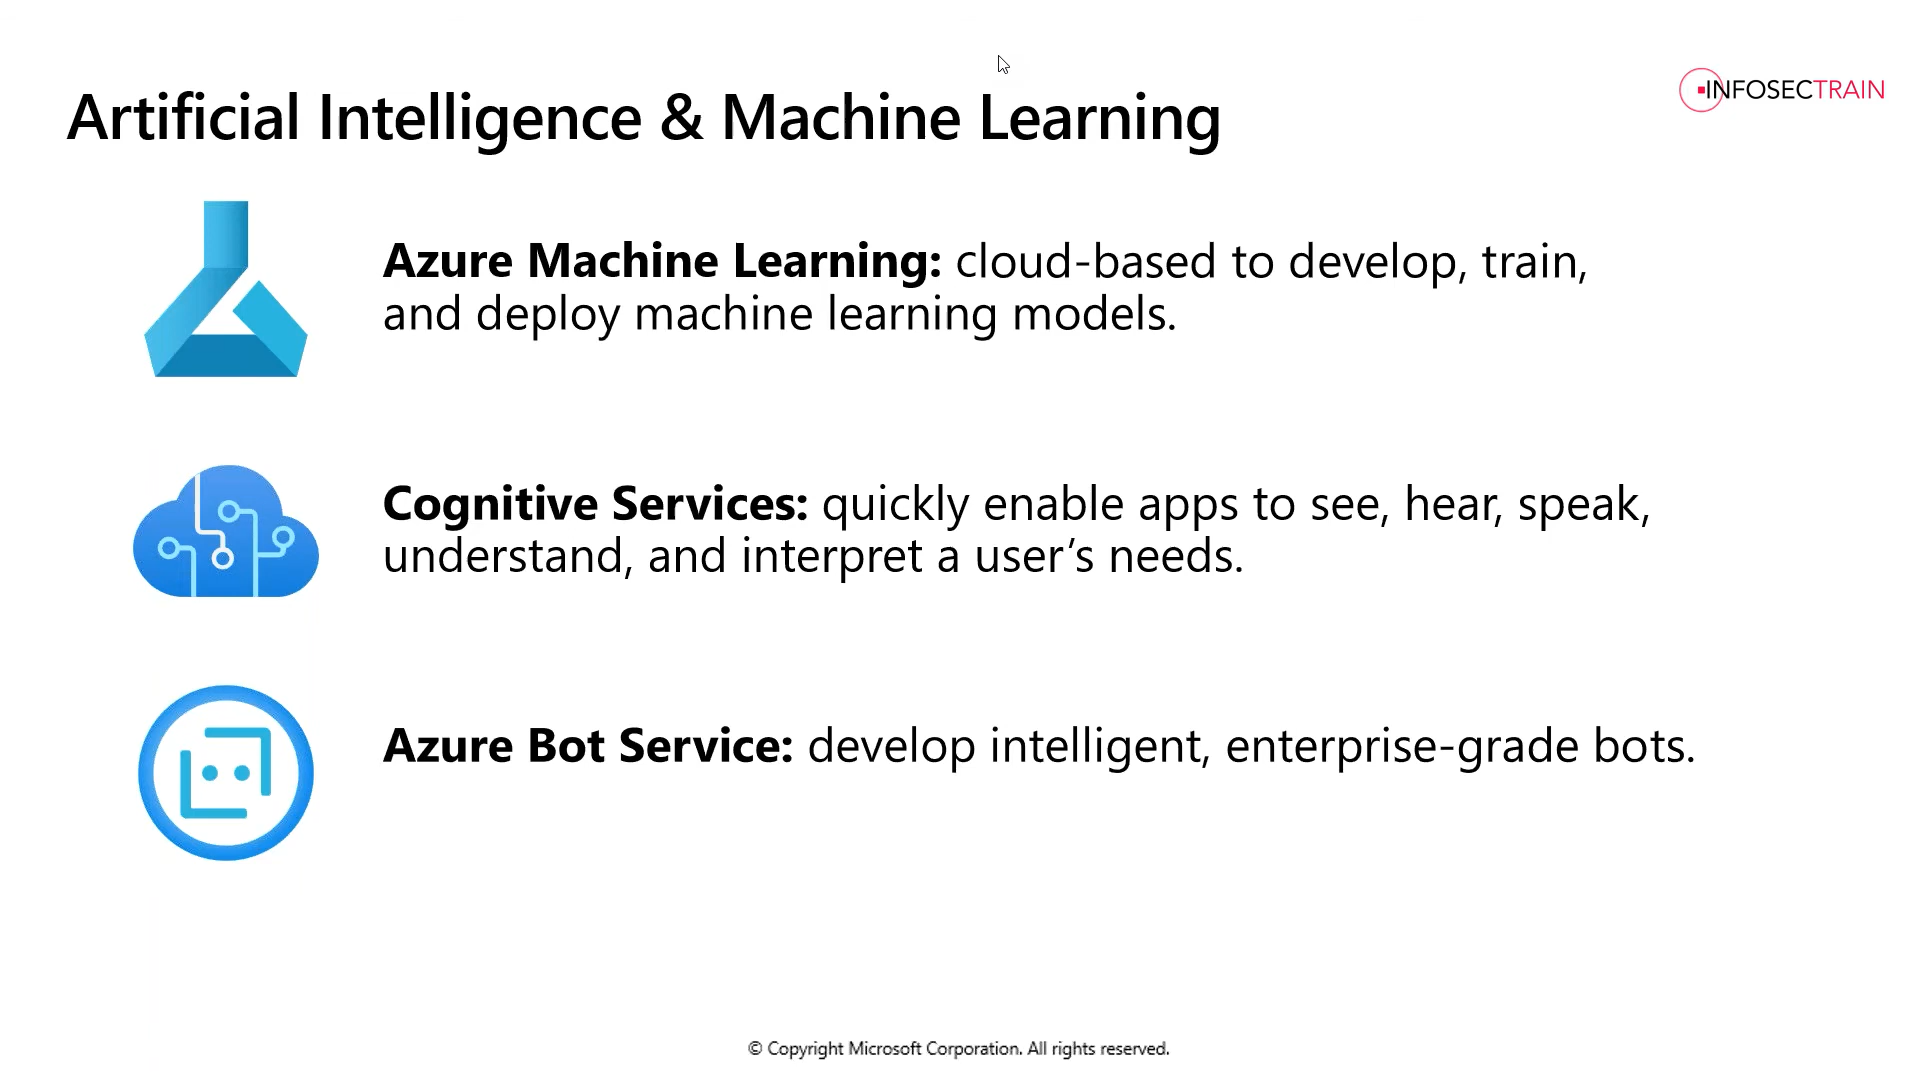 Artificial Intelligence & Machine Learning
INFOSECTRAIN
Azure Machine Learning: cloud-based to develop, train,
and deploy machine learning models.
Cognitive Services: quickly enable apps to see, hear, speak,
understand, and interpret a user’s needs.
Azure Bot Service: develop intelligent, enterprise-grade bots.
© Copyright Microsoft Corporation. All rights reserved.